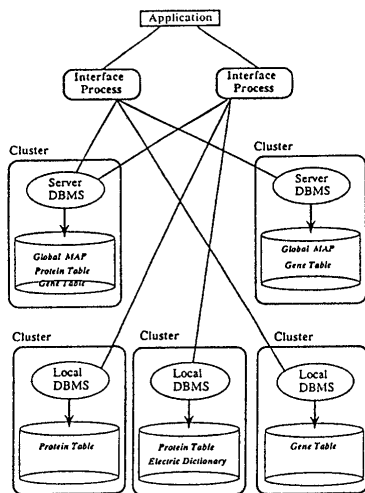 Application
Interface
Process
Interface
Process
Cluster
Server
DBMS
Global MAP
Protein Table
Gene Table
Cluster
Server
DBMS
Global MAP
Gene Table
Cluster
Local
DBMS
Protein Table
Cluster
Local
DBMS
Protein Table
Electric Dictionary
Cluster
Local
DBMS
Gene Table